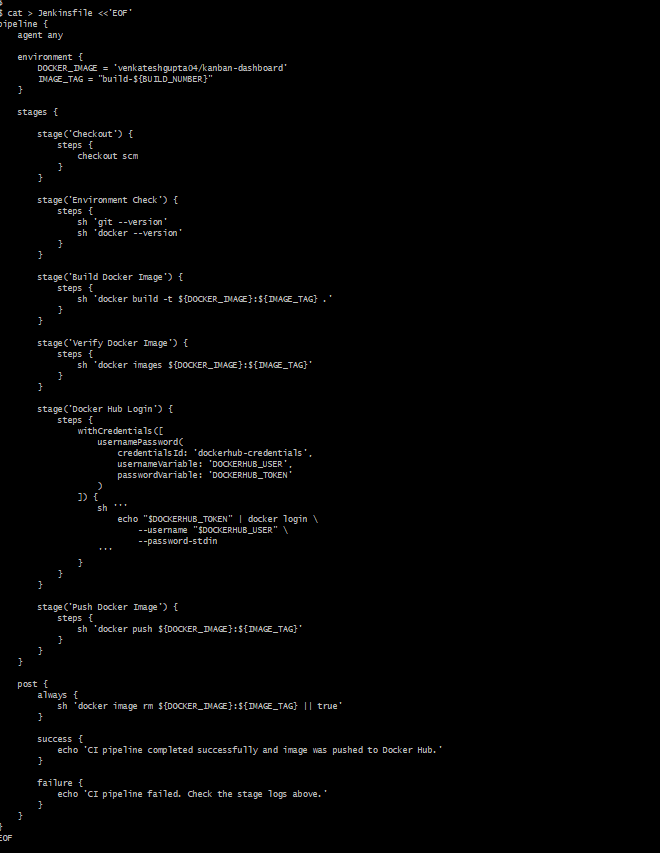 $
$ cat > Jenkinsfile <<'EOF'
pipeline {
    agent any

    environment {
        DOCKER_IMAGE = 'venkateshgupta04/kanban-dashboard'
        IMAGE_TAG = "build-${BUILD_NUMBER}"
    }

    stages {

        stage('Checkout') {
            steps {
                checkout scm
            }
        }

        stage('Environment Check') {
            steps {
                sh 'git --version'
                sh 'docker --version'
            }
        }

        stage('Build Docker Image') {
            steps {
                sh 'docker build -t ${DOCKER_IMAGE}:${IMAGE_TAG} .'
            }
        }

        stage('Verify Docker Image') {
            steps {
                sh 'docker images ${DOCKER_IMAGE}:${IMAGE_TAG}'
            }
        }

        stage('Docker Hub Login') {
            steps {
                withCredentials([
                    usernamePassword(
                        credentialsId: 'dockerhub-credentials',
                        usernameVariable: 'DOCKERHUB_USER',
                        passwordVariable: 'DOCKERHUB_TOKEN'
                    )
                ]) {
                    sh '''
                        echo "$DOCKERHUB_TOKEN" | docker login \
                            --username "$DOCKERHUB_USER" \
                            --password-stdin
                    '''
                }
            }
        }

        stage('Push Docker Image') {
            steps {
                sh 'docker push ${DOCKER_IMAGE}:${IMAGE_TAG}'
            }
        }
    }

    post {
        always {
            sh 'docker image rm ${DOCKER_IMAGE}:${IMAGE_TAG} || true'
        }

        success {
            echo 'CI pipeline completed successfully and image was pushed to Docker Hub.'
        }

        failure {
            echo 'CI pipeline failed. Check the stage logs above.'
        }
    }
}
EOF